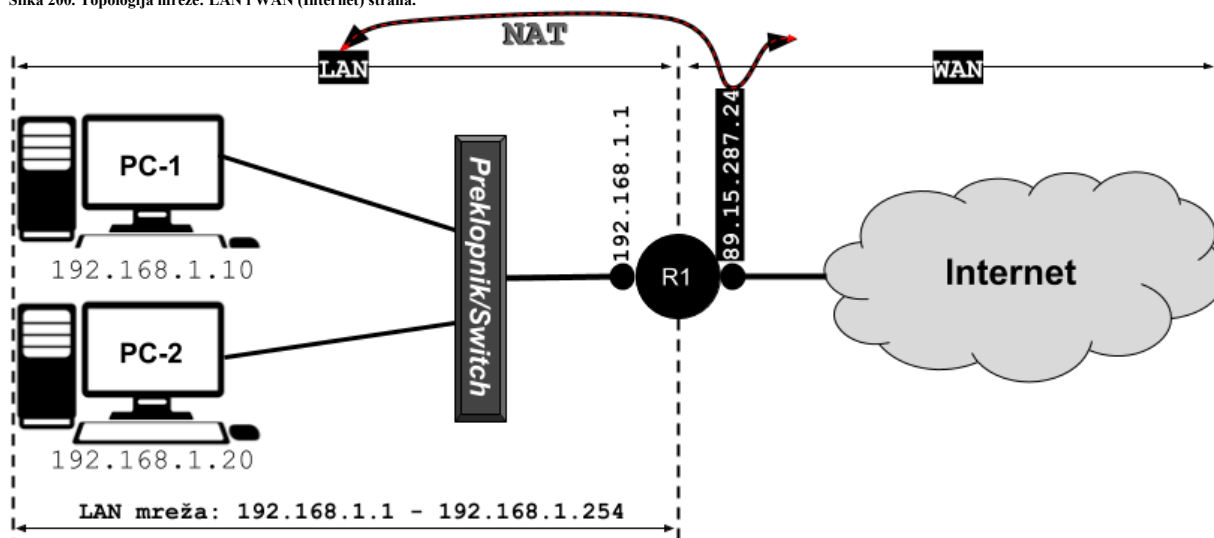 Slika 200. Topologija mreže: LAN i WAN (Internet) strana.
NAT
LAN
WAN
PC-1
192.168.1.10
PC-2
192.168.1.20
Preklopnik/Switch
192.168.1.1
R1
89.15.287.24
Internet
LAN mreža: 192.168.1.1 - 192.168.1.254